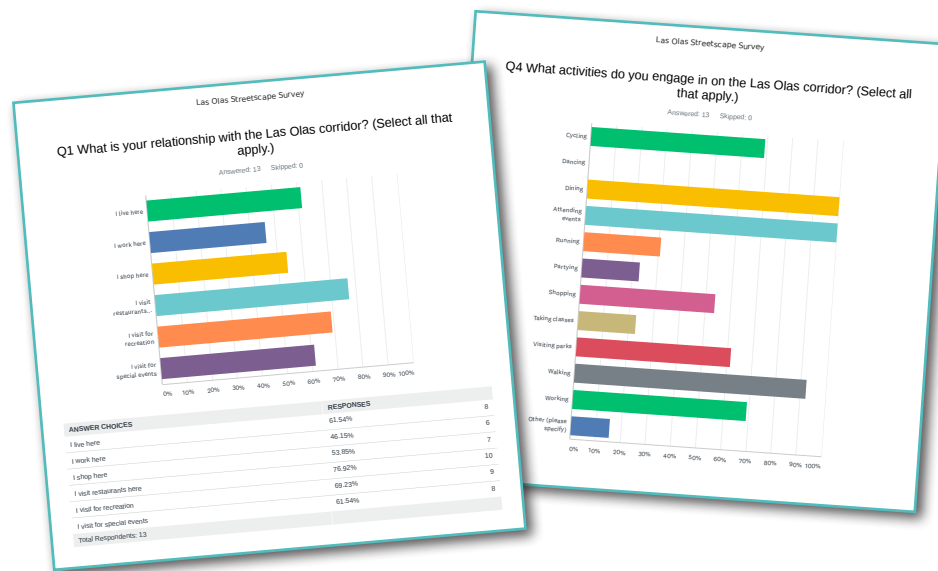 Las Olas Streetscape Survey
Q1 What is your relationship with the Las Olas corridor? (Select all that
apply.)
Answered: 13 Skipped: 0
I live here
I work here
I shop here
I visit
restaurants...
I visit for
recreation
I visit for
special events
0% 10% 20% 30% 40% 50% 60% 70% 80% 90% 100%
ANSWER CHOICES RESPONSES
I live here 61.54% 8
I work here 46.15% 6
I shop here 53.85% 7
I visit restaurants here 76.92% 10
I visit for recreation 69.23% 9
I visit for special events 61.54% 8
Total Respondents: 13
Las Olas Streetscape Survey
Q4 What activities do you engage in on the Las Olas corridor? (Select all
that apply.)
Answered: 13 Skipped: 0
Cycling
Dancing
Dining
Attending
events
Running
Partying
Shopping
Taking classes
Visiting parks
Walking
Working
Other (please
specify)
0% 10% 20% 30% 40% 50% 60% 70% 80% 90% 100%